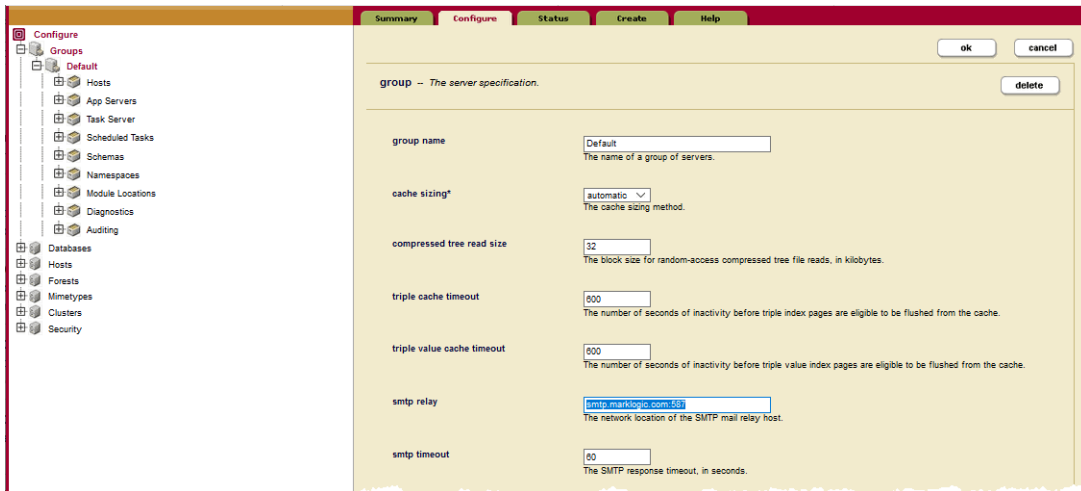 Summary
Configure
Status
Create
Help
Configure
Groups
Default
Hosts
App Servers
Task Server
Scheduled Tasks
Schemas
Namespaces
Module Locations
Diagnostics
Auditing
Databases
Hosts
Forests
Mimetypes
Clusters
Security
ok
cancel
group -- The server specification.
delete
group name
Default
The name of a group of servers.
cache sizing*
automatic
The cache sizing method.
compressed tree read size
32
The block size for random-access compressed tree file reads, in kilobytes.
triple cache timeout
600
The number of seconds of inactivity before triple index pages are eligible to be flushed from the cache.
triple value cache timeout
600
The number of seconds of inactivity before triple value index pages are eligible to be flushed from the cache.
smtp relay
smtp.marklogic.com:587
The network location of the SMTP mail relay host.
smtp timeout
60
The SMTP response timeout, in seconds.